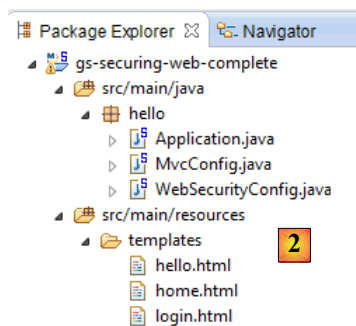 Package Explorer Navigator
gs-securing-web-complete
src/main/java
hello
Application.java
MvcConfig.java
WebSecurityConfig.java
src/main/resources
templates 2
hello.html
home.html
login.html